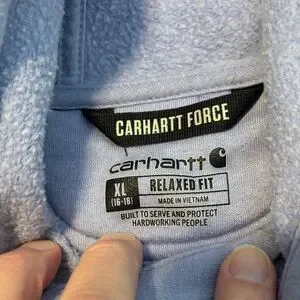 CARHARTT FORCE
carhartt
XL RELAXED FIT
(16-18) MADE IN VIETNAM
BUILT TO SERVE AND PROTECT
HARDWORKING PEOPLE